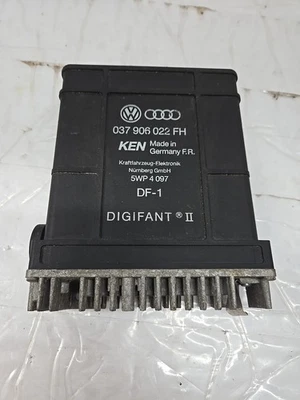 037 906 022 FH
KEN Made in
Germany F.R.
Kraftfahrzeug-Elektronik
Nürnberg GmbH
5WP 4 097
DF-1
DIGIFANT® II